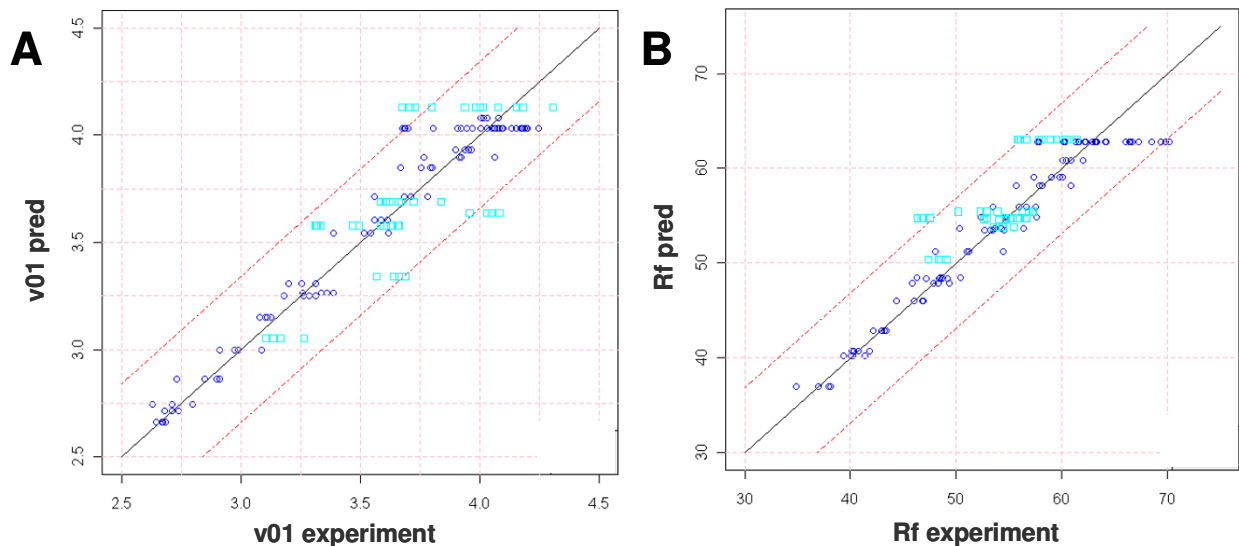 A
B
v01 pred
4.5
4.0
3.5
3.0
2.5
2.5 3.0 3.5 4.0 4.5
v01 experiment
Rf pred
70
60
50
40
30
30 40 50 60 70
Rf experiment